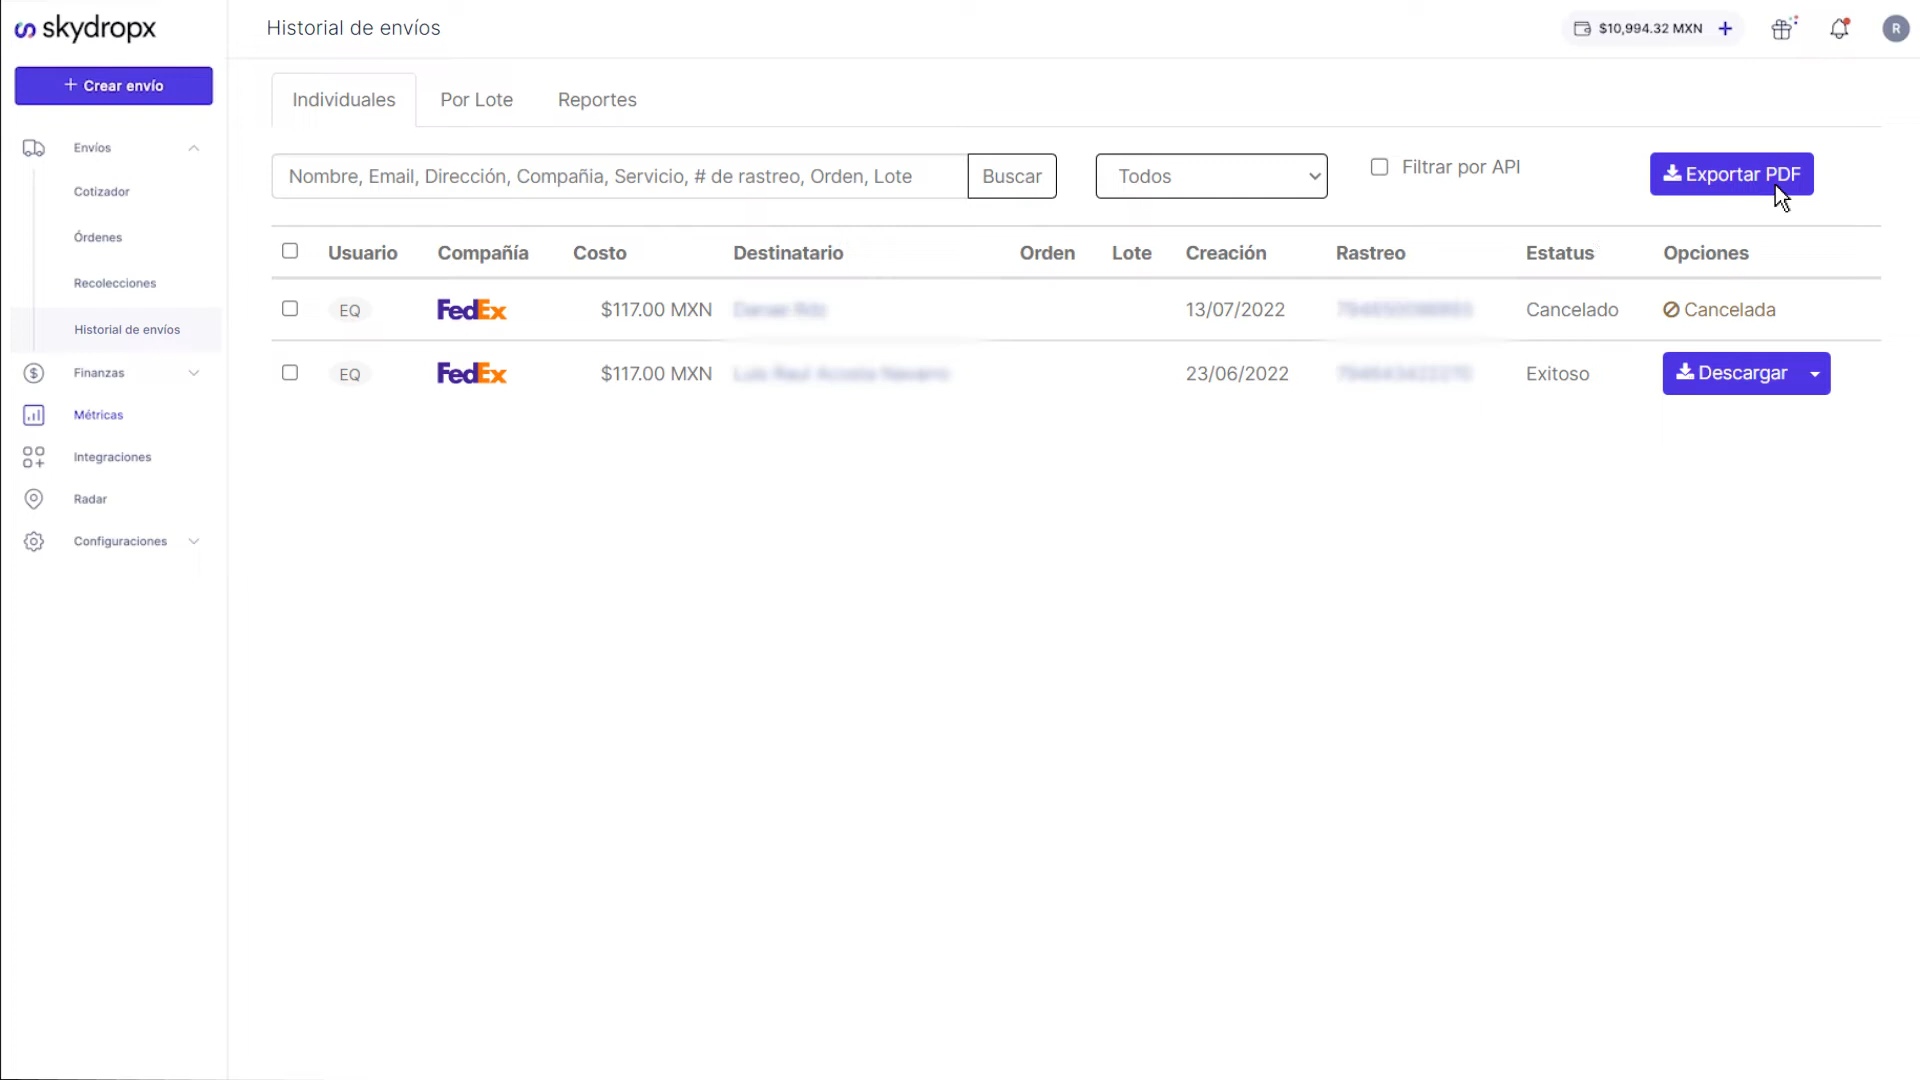 skydropx
Historial de envíos
$10,994.32 MXN
R
+ Crear envío
Individuales
Por Lote
Reportes
Envíos
Cotizador
Órdenes
Recolecciones
Historial de envíos
Finanzas
Métricas
Integraciones
Radar
Configuraciones
Nombre, Email, Dirección, Compañia, Servicio, # de rastreo, Orden, Lote
Buscar
Todos
Filtrar por API
Exportar PDF
Usuario Compañía Costo Destinatario Orden Lote Creación Rastreo Estatus Opciones
EQ FedEx $117.00 MXN 13/07/2022 Cancelado Cancelada
EQ FedEx $117.00 MXN 23/06/2022 Exitoso Descargar